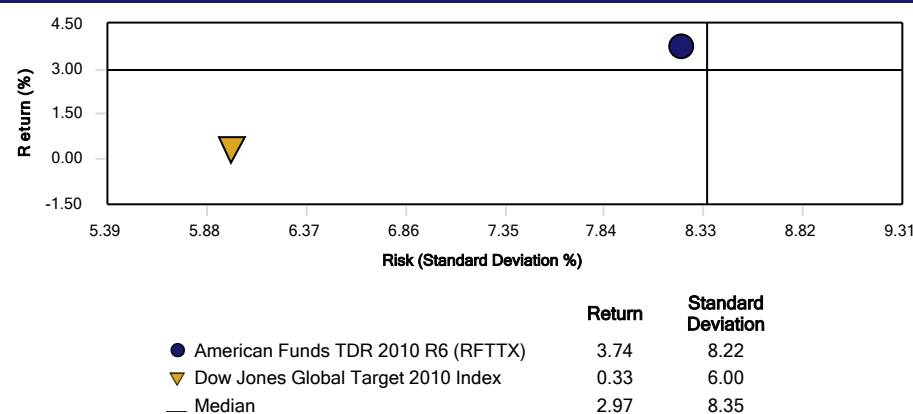 4.50
3.00
1.50
0.00
-1.50
Return (%)
5.39 5.88 6.37 6.86 7.35 7.84 8.33 8.82 9.31
Risk (Standard Deviation %)
Return Standard Deviation
American Funds TDR 2010 R6 (RFTTX) 3.74 8.22
Dow Jones Global Target 2010 Index 0.33 6.00
Median 2.97 8.35